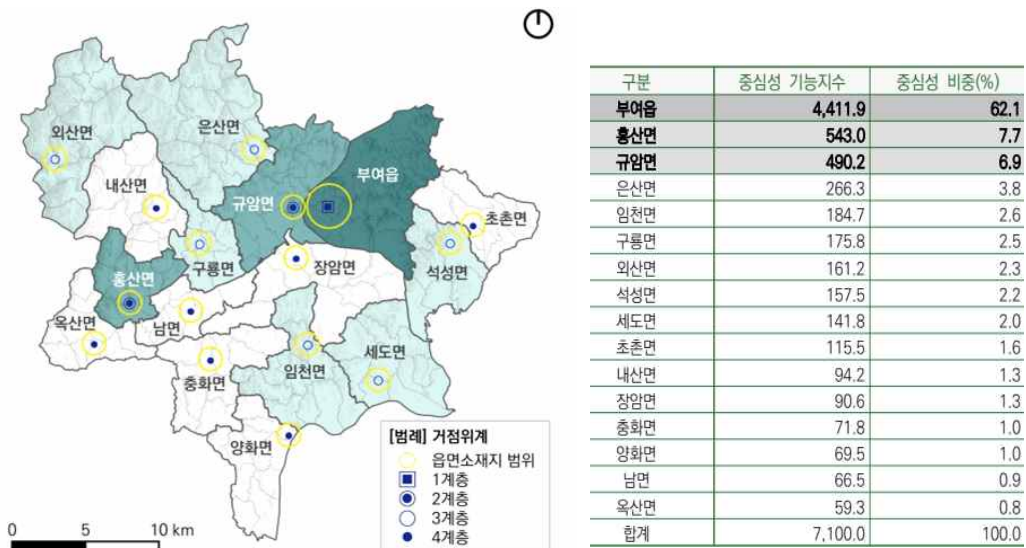 외산면
은산면
내산면
부여읍
규암면
초촌면
구룡면
장암면
석성면
홍산면
옥산면
남면
충화면
임천면
세도면
양화면
[범례] 거점위계
읍면소재지 범위
1계층
2계층
3계층
4계층
0 5 10 km
구분 중심성 기능지수 중심성 비중(%)
부여읍 4,411.9 62.1
홍산면 543.0 7.7
규암면 490.2 6.9
은산면 266.3 3.8
임천면 184.7 2.6
구룡면 175.8 2.5
외산면 161.2 2.3
석성면 157.5 2.2
세도면 141.8 2.0
초촌면 115.5 1.6
내산면 94.2 1.3
장암면 90.6 1.3
충화면 71.8 1.0
양화면 69.5 1.0
남면 66.5 0.9
옥산면 59.3 0.8
합계 7,100.0 100.0